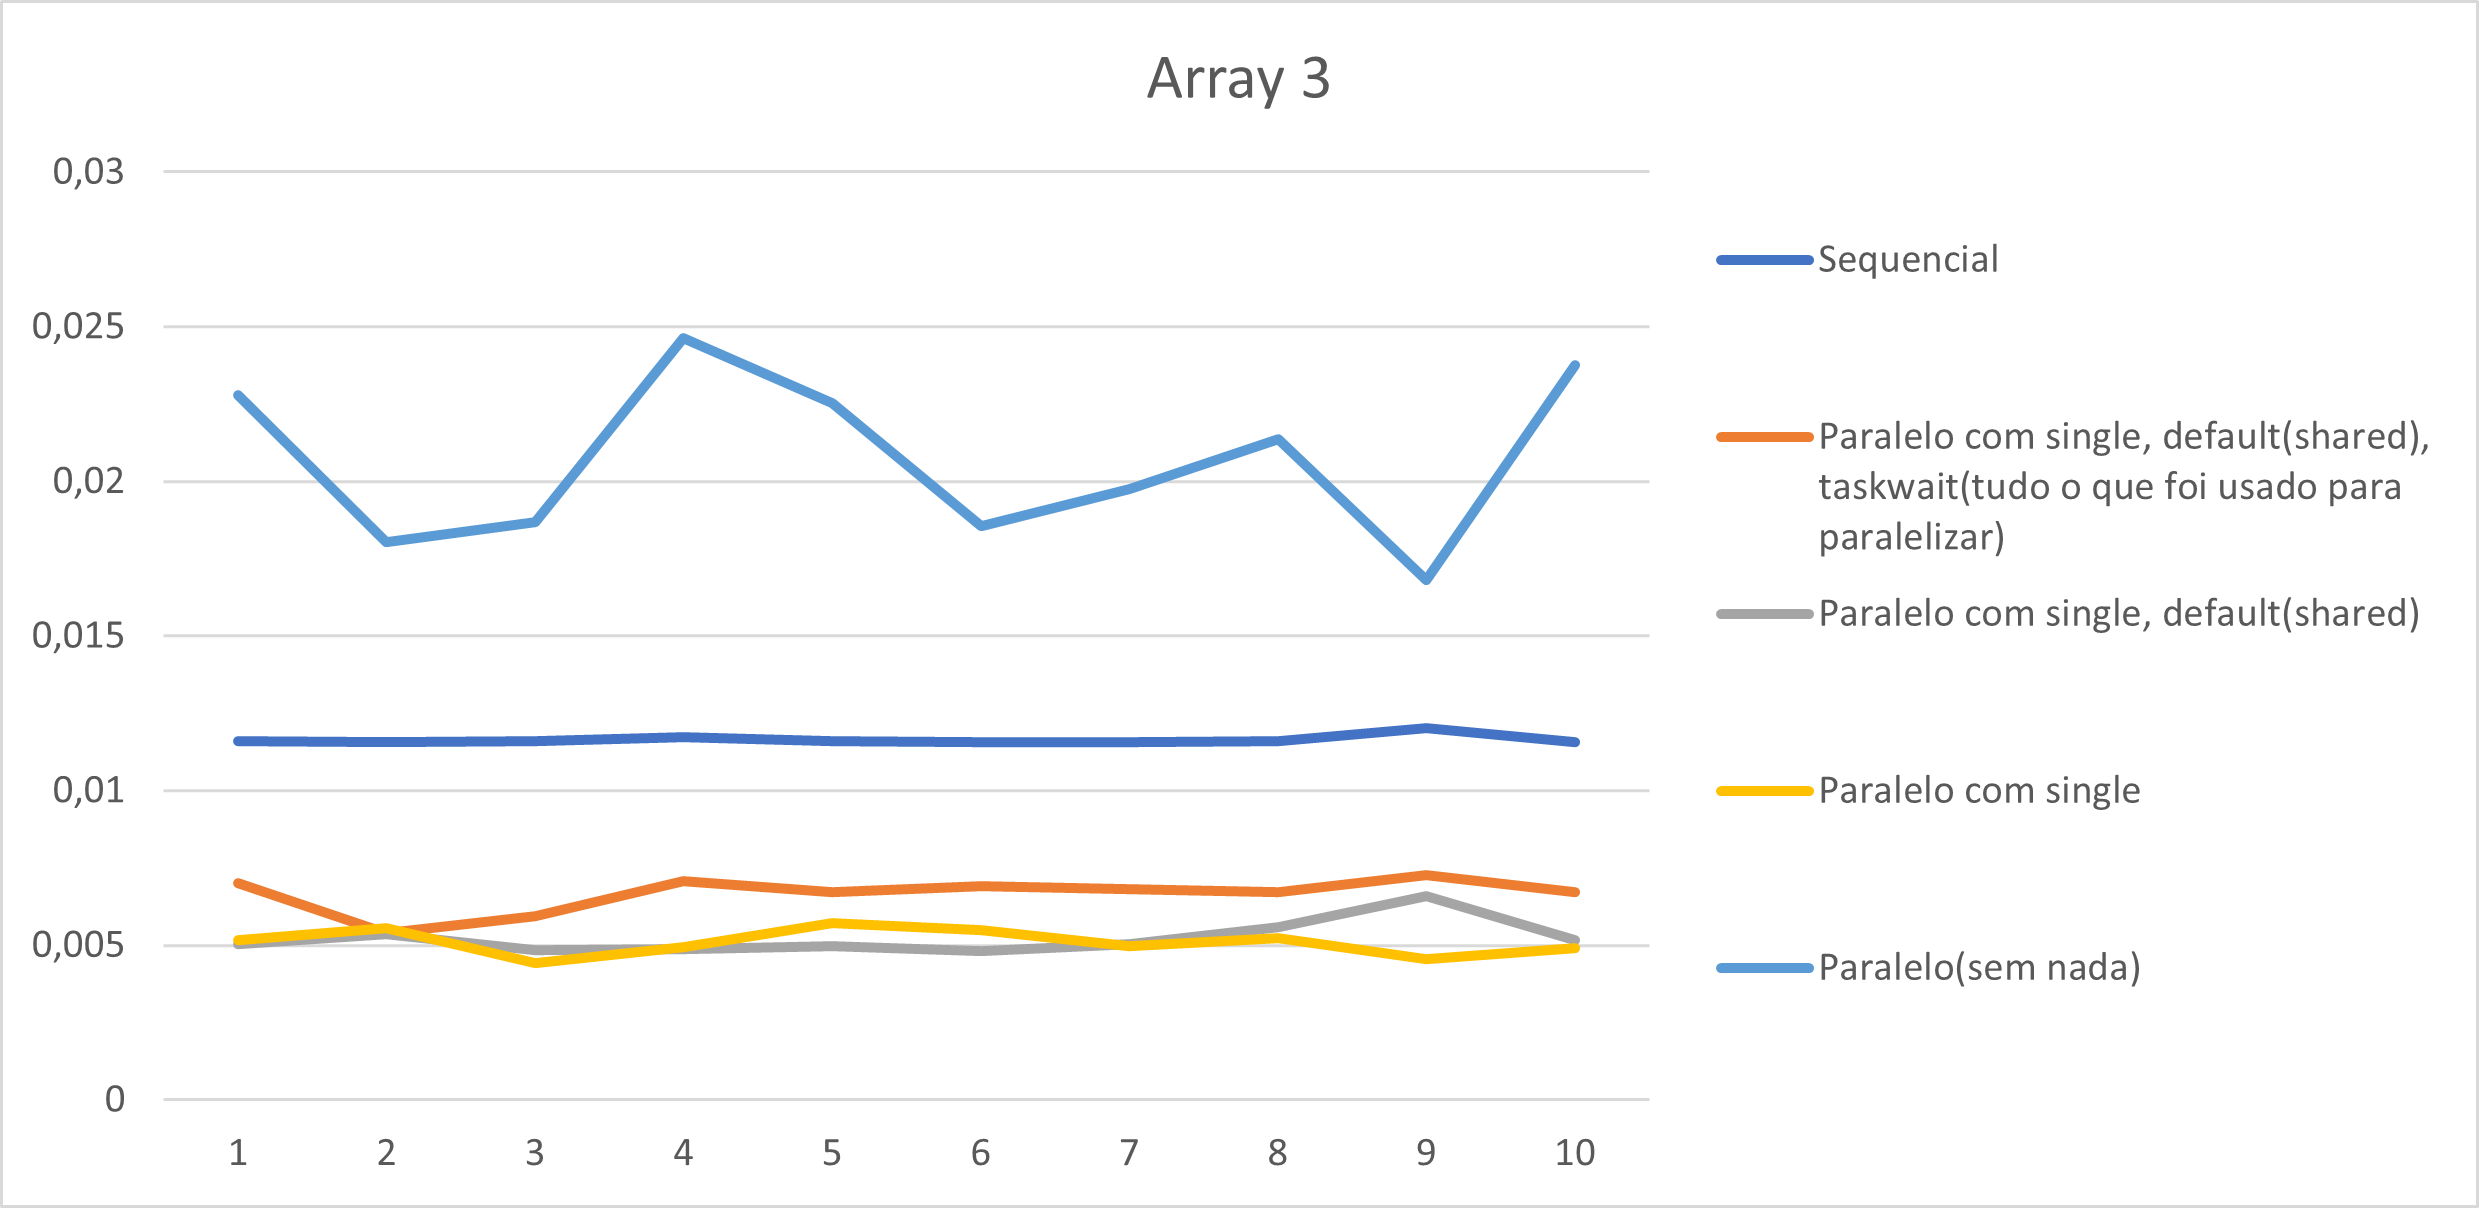 Array 3
0,03
0,025
0,02
0,015
0,01
0,005
0
1 2 3 4 5 6 7 8 9 10
Sequencial
Paralelo com single, default(shared),
taskwait(tudo o que foi usado para
paralelizar)
Paralelo com single, default(shared)
Paralelo com single
Paralelo(sem nada)